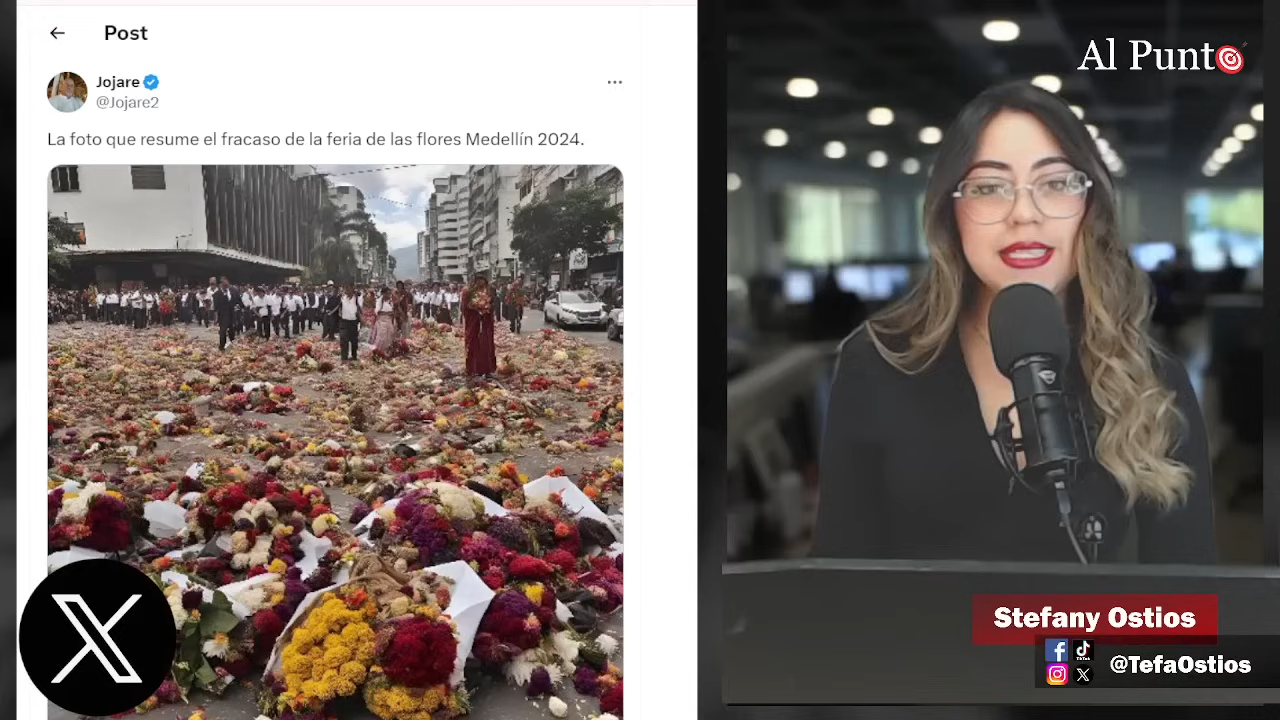 Post
Jojare
@Jojare2
La foto que resume el fracaso de la feria de las flores Medellín 2024.
Al Punto
Stefany Ostios
@TefaOstios